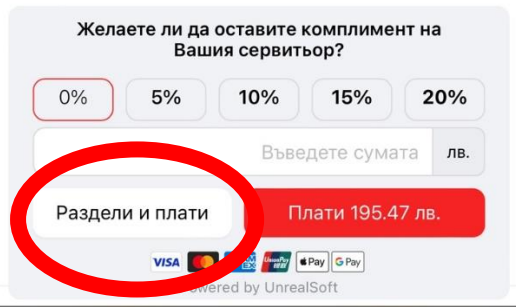 Желаете ли да оставите комплимент на
Вашия сервитьор?
0% 5% 10% 15% 20%
Въведете сумата лв.
Раздели и плати Плати 195.47 лв.
VISA UnionPay Pay G Pay
by UnrealSoft